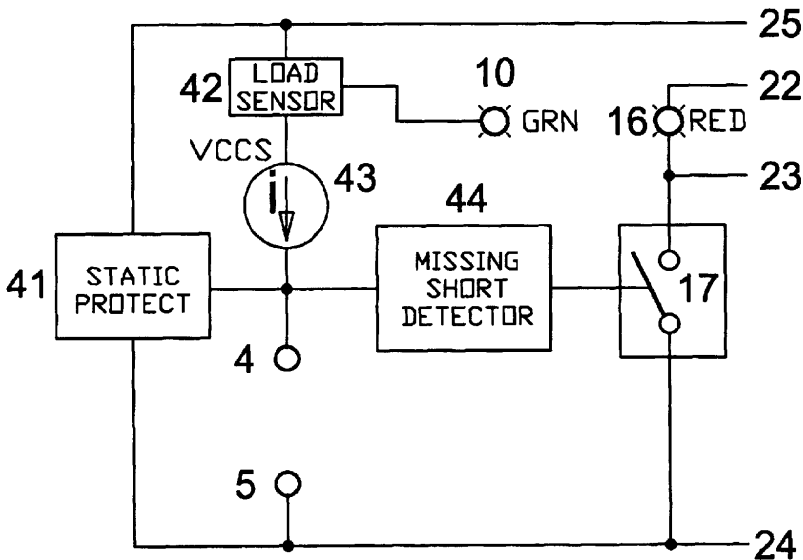 25
10
22
42
LOAD
SENSOR
GRN
16
RED
VCCS
43
i
23
44
41
STATIC
PROTECT
MISSING
SHORT
DETECTOR
17
4
5
24